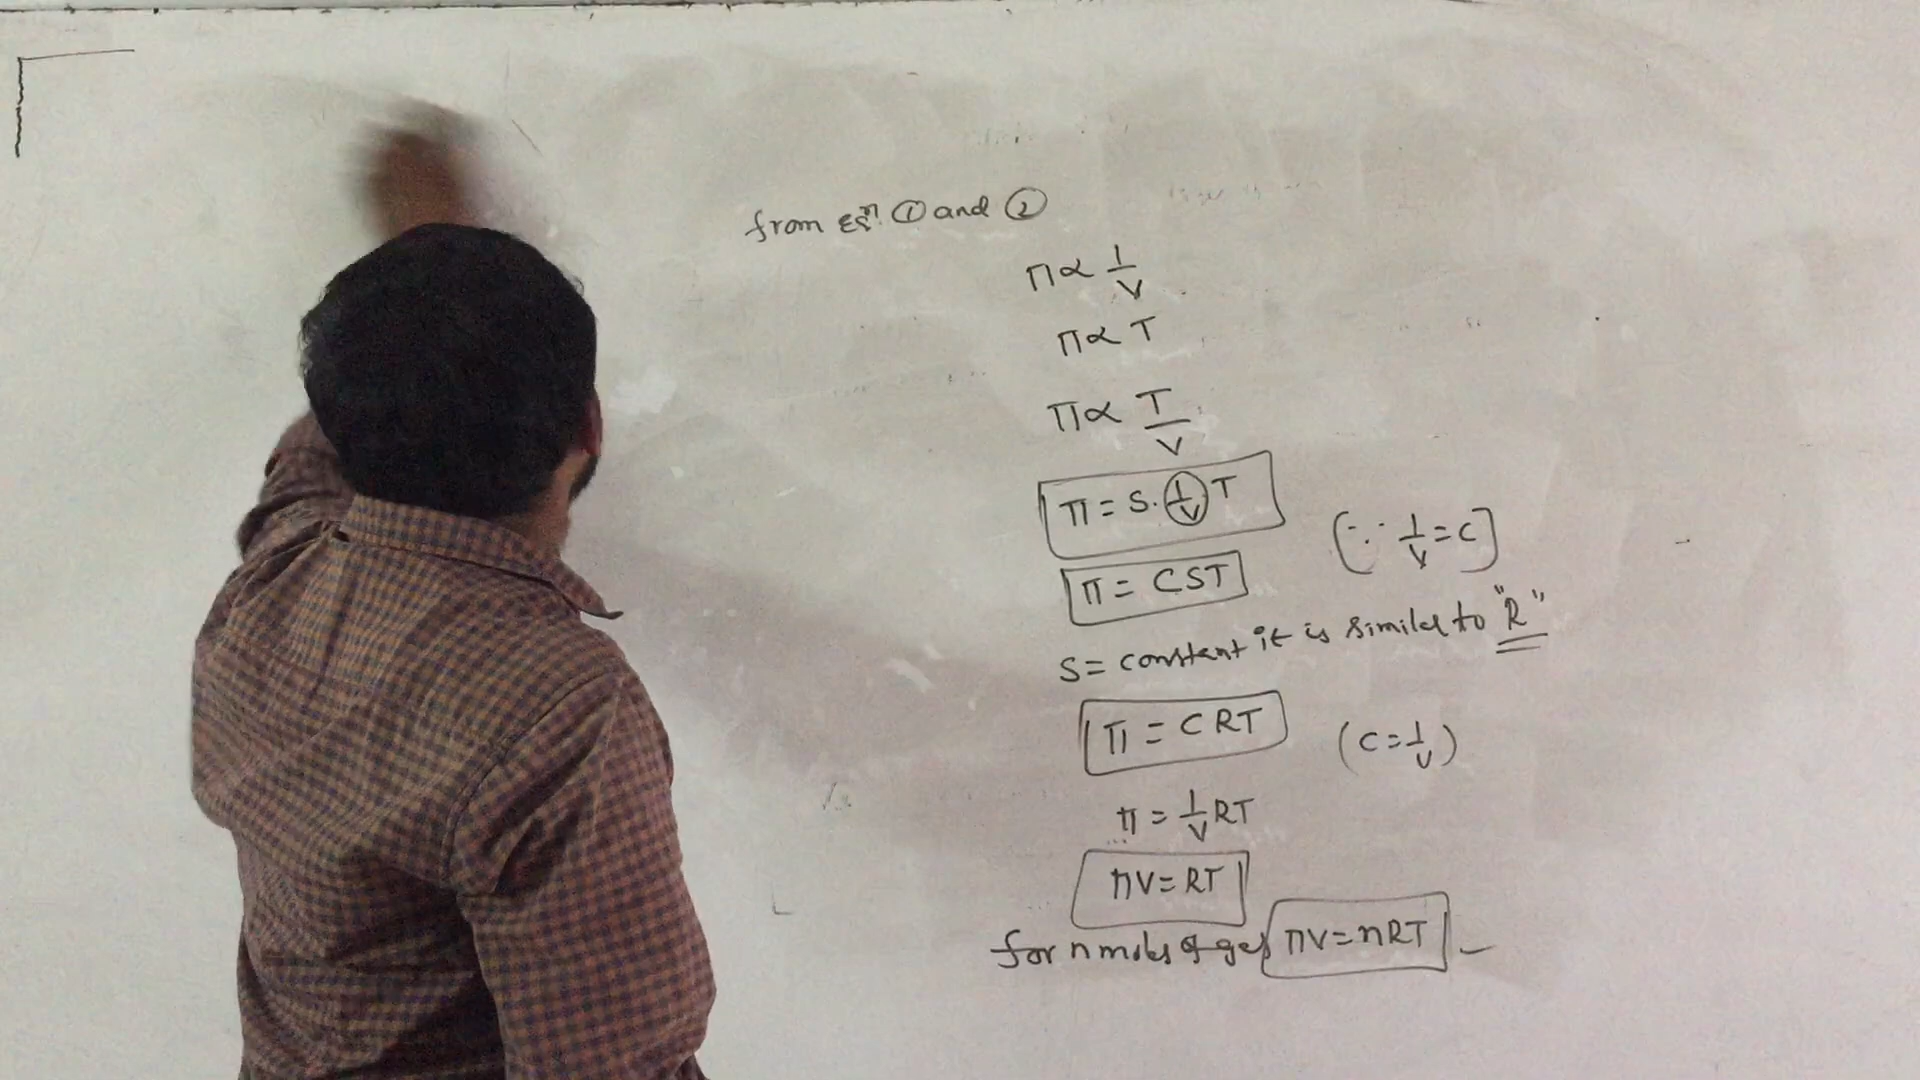 from Eqn. ① and ②
π ∝ 1/V
π ∝ T
π ∝ T/V
π = S. 1/V T
π = CST [∵ 1/V = C]
S = constant it is similar to "R"
π = CRT (C = 1/V)
π = 1/V RT
πV = RT
for n moles of gas πV = nRT